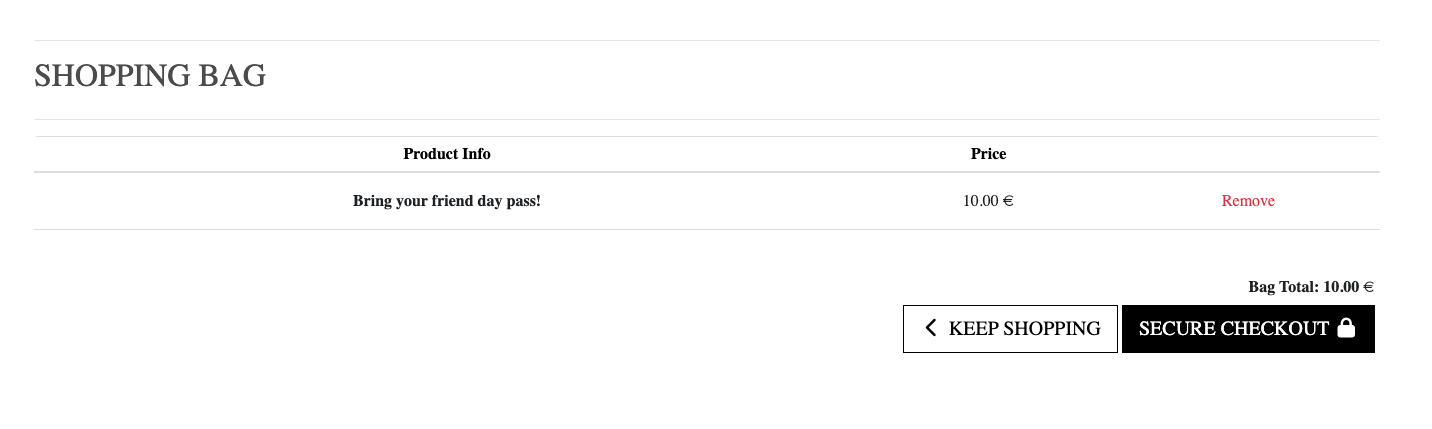 SHOPPING BAG
Product Info Price
Bring your friend day pass! 10.00 € Remove
Bag Total: 10.00 €
KEEP SHOPPING SECURE CHECKOUT